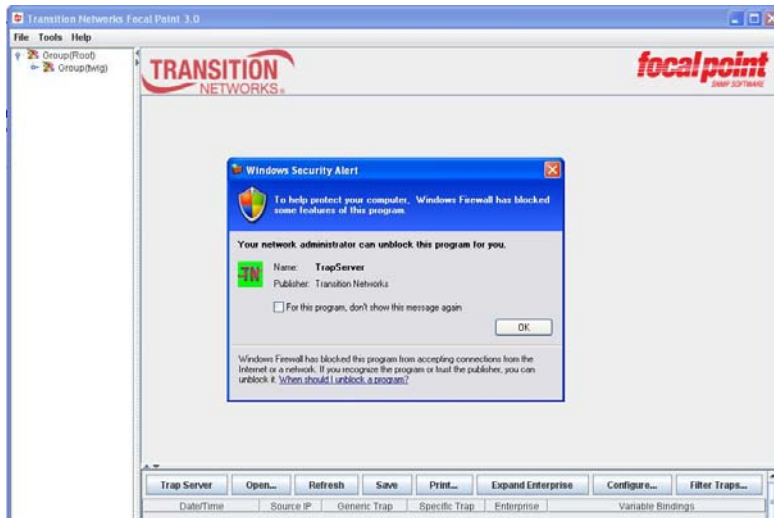 Transition Networks Focal Point 3.0
File Tools Help
Group(Root)
Group(twig)
TRANSITION
NETWORKS®
focalpoint
SNMP SOFTWARE
Windows Security Alert
To help protect your computer, Windows Firewall has blocked
some features of this program.
Your network administrator can unblock this program for you.
TN
Name: TrapServer
Publisher: Transition Networks
For this program, don't show this message again
OK
Windows Firewall has blocked this program from accepting connections from the
Internet or a network. If you recognize the program or trust the publisher, you can
unblock it. When should I unblock a program?
Trap Server Open... Refresh Save Print... Expand Enterprise Configure... Filter Traps...
Date/Time Source IP Generic Trap Specific Trap Enterprise Variable Bindings